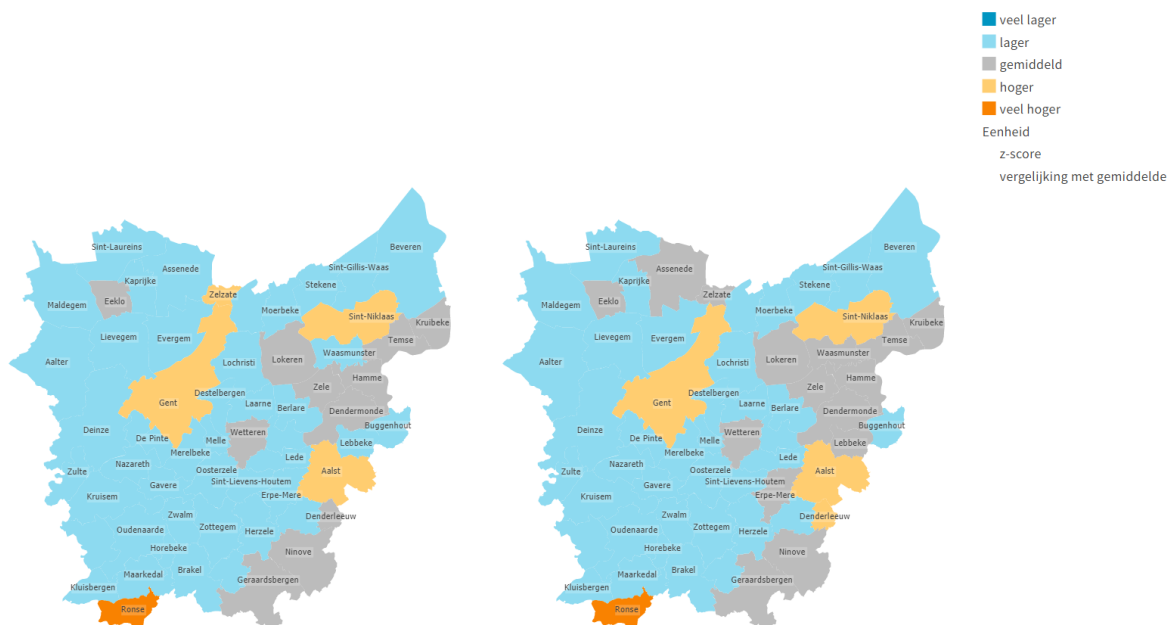 veel lager
lager
gemiddeld
hoger
veel hoger
Eenheid
z-score
vergelijking met gemiddelde
Sint-Laureins
Beveren
Assenede
Sint-Gillis-Waas
Kaprijke
Stekene
Zelzate
Eeklo
Maldegem
Moerbeke
Sint-Niklaas
Kruibeke
Lievegem
Evergem
Temse
Waasmunster
Aalter
Lochristi
Lokeren
Hamme
Zele
Destelbergen
Gent
Laarne
Berlare
Dendermonde
Buggenhout
Deinze
Wetteren
De Pinte
Melle
Lebbeke
Merelbeke
Lede
Nazareth
Zulte
Oosterzele
Aalst
Sint-Lievens-Houtem
Gavere
Kruisem
Erpe-Mere
Zwalm
Denderleeuw
Oudenaarde
Zottegem
Herzele
Horebeke
Ninove
Brakel
Maarkedal
Geraardsbergen
Kluisbergen
Ronse
Sint-Laureins
Beveren
Assenede
Sint-Gillis-Waas
Kaprijke
Stekene
Zelzate
Eeklo
Maldegem
Moerbeke
Sint-Niklaas
Kruibeke
Lievegem
Evergem
Temse
Waasmunster
Aalter
Lochristi
Lokeren
Hamme
Zele
Destelbergen
Gent
Laarne
Berlare
Dendermonde
Buggenhout
Deinze
Wetteren
De Pinte
Melle
Lebbeke
Merelbeke
Lede
Nazareth
Zulte
Oosterzele
Aalst
Sint-Lievens-Houtem
Gavere
Kruisem
Erpe-Mere
Zwalm
Denderleeuw
Oudenaarde
Zottegem
Herzele
Horebeke
Ninove
Brakel
Maarkedal
Geraardsbergen
Kluisbergen
Ronse